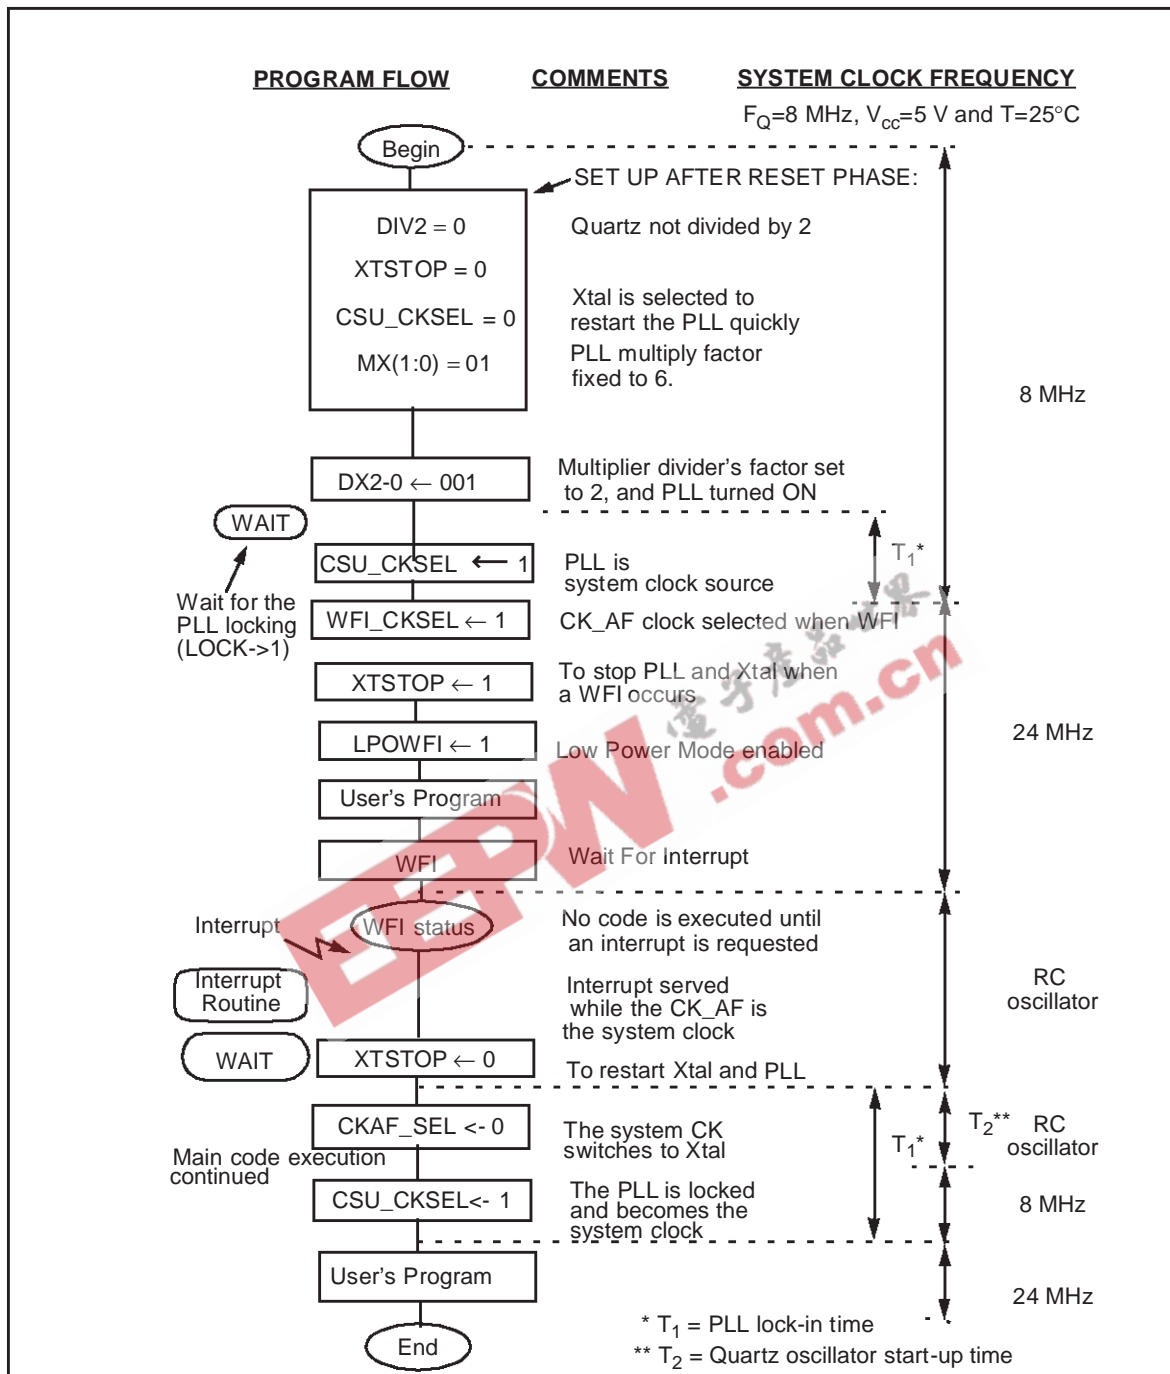 PROGRAM FLOW COMMENTS SYSTEM CLOCK FREQUENCY
F_Q=8 MHz, V_cc=5 V and T=25°C
Begin
SET UP AFTER RESET PHASE:
DIV2 = 0 Quartz not divided by 2
XTSTOP = 0
CSU_CKSEL = 0 Xtal is selected to
restart the PLL quickly
MX(1:0) = 01 PLL multiply factor
fixed to 6.
8 MHz
DX2-0 ← 001 Multiplier divider's factor set
to 2, and PLL turned ON
WAIT
T1*
CSU_CKSEL ← 1 PLL is
system clock source
Wait for the
PLL locking
(LOCK->1)
WFI_CKSEL ← 1 CK_AF clock selected when WFI
XTSTOP ← 1 To stop PLL and Xtal when
a WFI occurs
24 MHz
LPOWFI ← 1 Low Power Mode enabled
User's Program
WFI Wait For Interrupt
EEPW 電子產品世界
.com.cn
Interrupt WFI status No code is executed until
an interrupt is requested
Interrupt
Routine
Interrupt served
while the CK_AF is
the system clock
RC
oscillator
WAIT XTSTOP ← 0 To restart Xtal and PLL
CKAF_SEL <- 0 The system CK
switches to Xtal
T1* T2** RC
oscillator
Main code execution
continued
CSU_CKSEL<- 1 The PLL is locked
and becomes the
system clock
8 MHz
User's Program
24 MHz
End
* T1 = PLL lock-in time
** T2 = Quartz oscillator start-up time